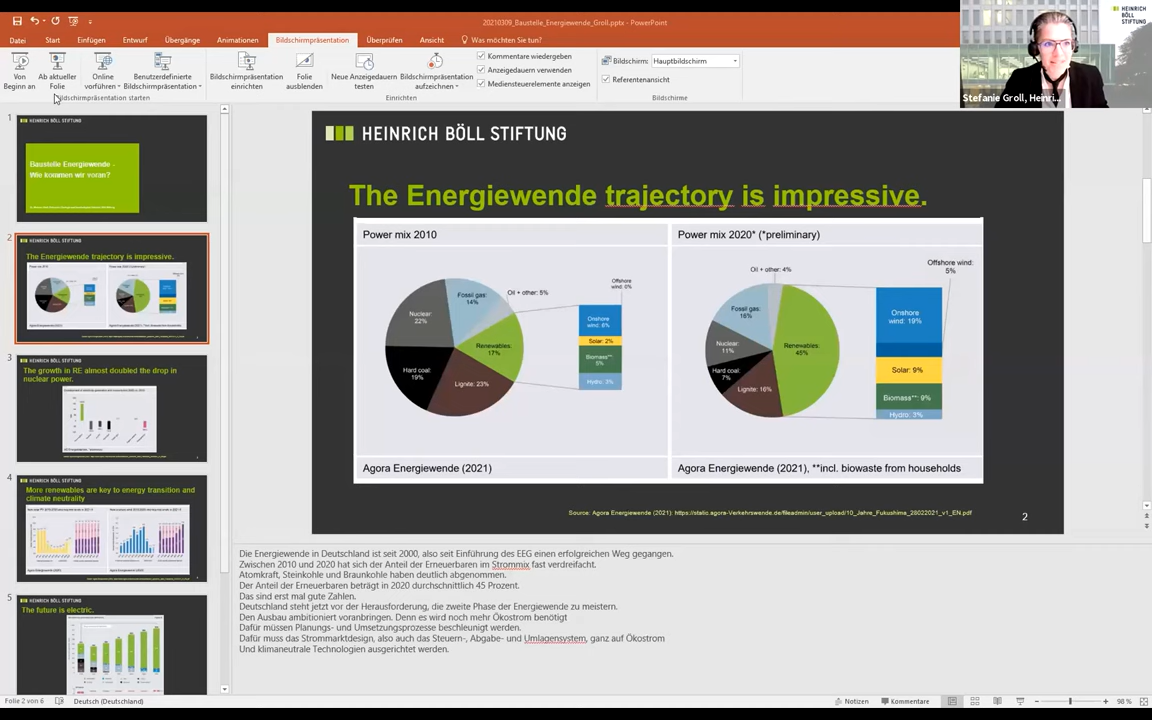 20210309_Baustelle_Energiewende_Groll.pptx - PowerPoint
Datei Start Einfügen Entwurf Übergänge Animationen Bildschirmpräsentation Überprüfen Ansicht Was möchten Sie tun?
Von Beginn an
Ab aktueller Folie
Online vorführen
Benutzerdefinierte Bildschirmpräsentation
Bildschirmpräsentation einrichten
Folie ausblenden
Neue Anzeigedauern testen
Bildschirmpräsentation aufzeichnen
Kommentare wiedergeben
Anzeigedauern verwenden
Mediensteuerelemente anzeigen
Bildschirm: Hauptbildschirm
Referentenansicht
Bildschirmpräsentation starten
Einrichten
Bildschirme
HEINRICH
BÖLL
STIFTUNG
Stefanie Groll, Heinri...
1
HEINRICH BÖLL STIFTUNG
Baustelle Energiewende -
Wie kommen wir voran?
2
HEINRICH BÖLL STIFTUNG
The Energiewende trajectory is impressive.
3
HEINRICH BÖLL STIFTUNG
The growth in RE almost doubled the drop in
nuclear power.
4
HEINRICH BÖLL STIFTUNG
More renewables are key to energy transition and
climate neutrality
5
HEINRICH BÖLL STIFTUNG
The future is electric.
HEINRICH BÖLL STIFTUNG
The Energiewende trajectory is impressive.
Power mix 2010
Fossil gas:
14%
Oil + other: 5%
Nuclear:
22%
Renewables:
17%
Hard coal:
19%
Lignite: 23%
Offshore
wind: 0%
Onshore
wind: 6%
Solar: 2%
Biomass**:
5%
Hydro: 3%
Agora Energiewende (2021)
Power mix 2020* (*preliminary)
Oil + other: 4%
Fossil gas:
16%
Nuclear:
11%
Hard coal:
7%
Lignite: 16%
Renewables:
45%
Offshore wind:
5%
Onshore
wind: 19%
Solar: 9%
Biomass**: 9%
Hydro: 3%
Agora Energiewende (2021), **incl. biowaste from households
Source: Agora Energiewende (2021): https://static.agora-Verkehrswende.de/fileadmin/user_upload/10_Jahre_Fukushima_26022021_v1_EN.pdf
2
Die Energiewende in Deutschland ist seit 2000, also seit Einführung des EEG einen erfolgreichen Weg gegangen.
Zwischen 2010 und 2020 hat sich der Anteil der Erneuerbaren im Strommix fast verdreifacht.
Atomkraft, Steinkohle und Braunkohle haben deutlich abgenommen.
Der Anteil der Erneuerbaren beträgt in 2020 durchschnittlich 45 Prozent.
Das sind erst mal gute Zahlen.
Deutschland steht jetzt vor der Herausforderung, die zweite Phase der Energiewende zu meistern.
Den Ausbau ambitioniert voranbringen. Denn es wird noch mehr Ökostrom benötigt
Dafür müssen Planungs- und Umsetzungsprozesse beschleunigt werden.
Dafür muss das Strommarktdesign, also auch das Steuern-, Abgabe- und Umlagensystem, ganz auf Ökostrom
Und klimaneutrale Technologien ausgerichtet werden.
Folie 2 von 6 Deutsch (Deutschland) Notizen Kommentare 98 %